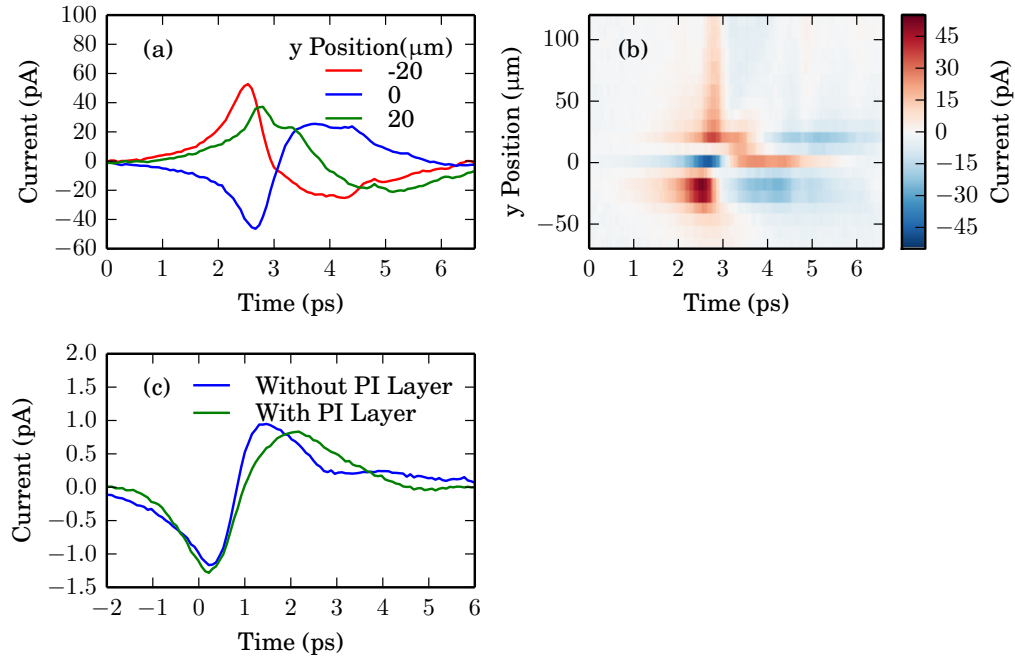 (a)
y Position(μm)
-20
0
20
100
80
60
40
20
0
−20
−40
−60
Current (pA)
0 1 2 3 4 5 6
Time (ps)
(b)
100
50
0
−50
y Position (μm)
0 1 2 3 4 5 6
Time (ps)
45
30
15
0
−15
−30
−45
Current (pA)
(c)
Without PI Layer
With PI Layer
2.0
1.5
1.0
0.5
0.0
−0.5
−1.0
−1.5
Current (pA)
−2 −1 0 1 2 3 4 5 6
Time (ps)